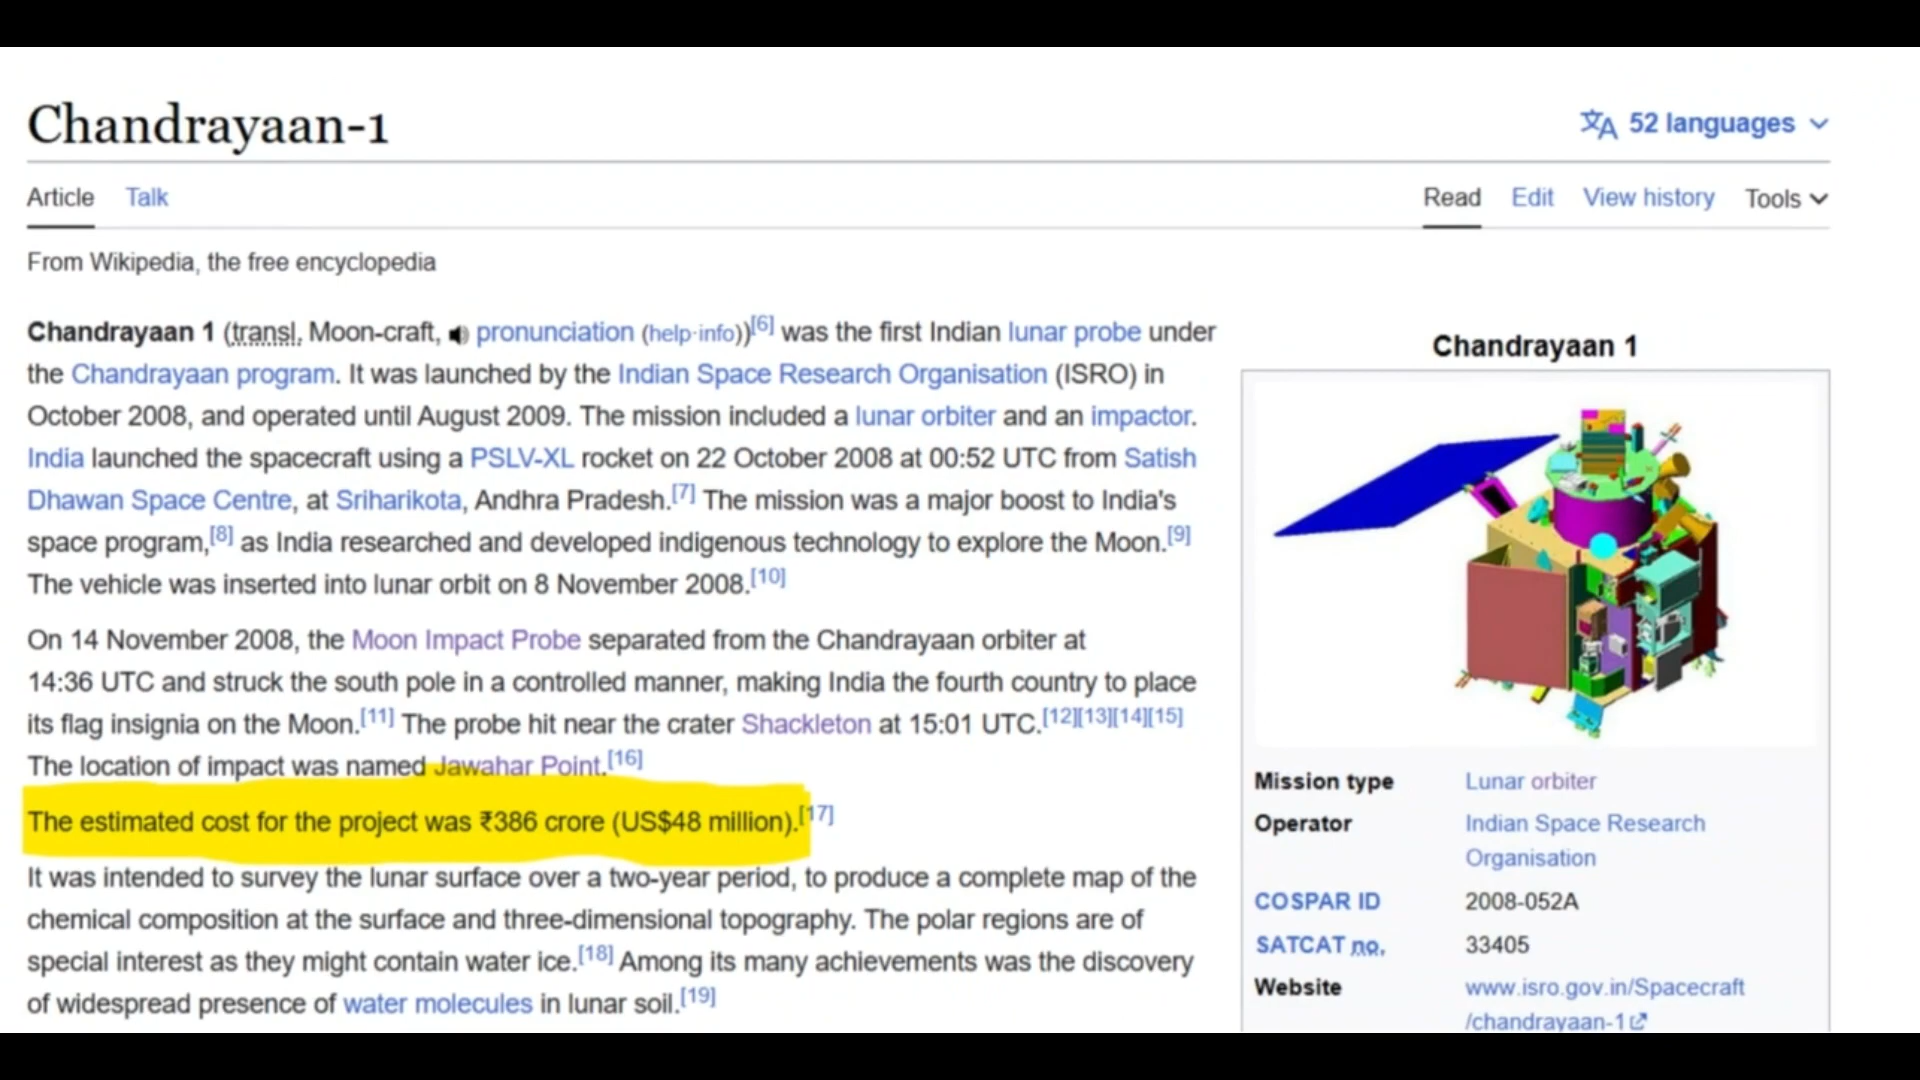 Chandrayaan-1
52 languages
Article Talk
Read Edit View history Tools
From Wikipedia, the free encyclopedia
Chandrayaan 1 (transl. Moon-craft, pronunciation (help·info))[6] was the first Indian lunar probe under
the Chandrayaan program. It was launched by the Indian Space Research Organisation (ISRO) in
October 2008, and operated until August 2009. The mission included a lunar orbiter and an impactor.
India launched the spacecraft using a PSLV-XL rocket on 22 October 2008 at 00:52 UTC from Satish
Dhawan Space Centre, at Sriharikota, Andhra Pradesh.[7] The mission was a major boost to India's
space program,[8] as India researched and developed indigenous technology to explore the Moon.[9]
The vehicle was inserted into lunar orbit on 8 November 2008.[10]
On 14 November 2008, the Moon Impact Probe separated from the Chandrayaan orbiter at
14:36 UTC and struck the south pole in a controlled manner, making India the fourth country to place
its flag insignia on the Moon.[11] The probe hit near the crater Shackleton at 15:01 UTC.[12][13][14][15]
The location of impact was named Jawahar Point.[16]
The estimated cost for the project was ₹386 crore (US$48 million).[17]
It was intended to survey the lunar surface over a two-year period, to produce a complete map of the
chemical composition at the surface and three-dimensional topography. The polar regions are of
special interest as they might contain water ice.[18] Among its many achievements was the discovery
of widespread presence of water molecules in lunar soil.[19]
Chandrayaan 1
Mission type Lunar orbiter
Operator Indian Space Research
Organisation
COSPAR ID 2008-052A
SATCAT no. 33405
Website www.isro.gov.in/Spacecraft
/chandrayaan-1